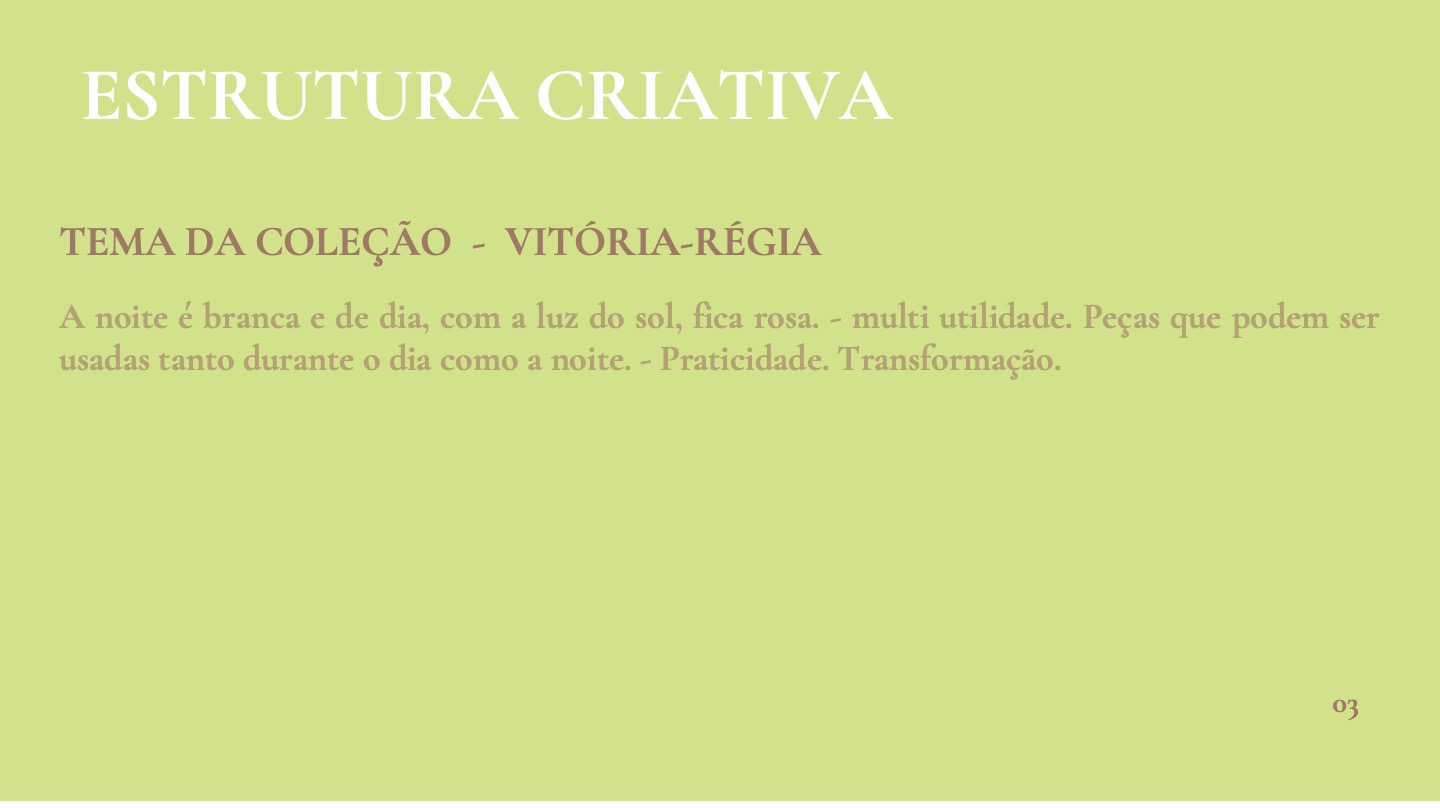 ESTRUTURA CRIATIVA
TEMA DA COLEÇÃO - VITÓRIA-RÉGIA
A noite é branca e de dia, com a luz do sol, fica rosa. - multi utilidade. Peças que podem ser
usadas tanto durante o dia como a noite. - Praticidade. Transformação.
03